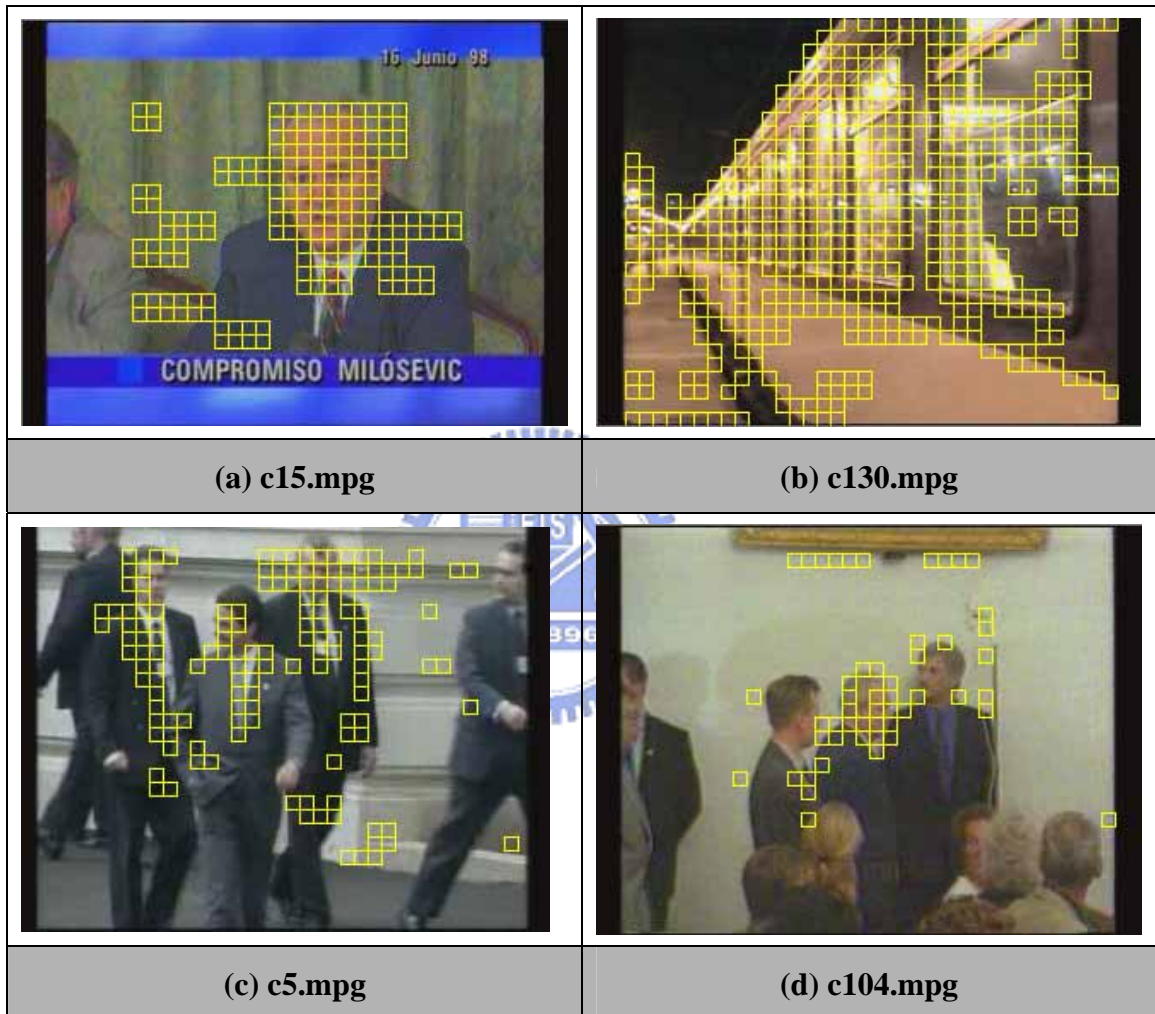 16 Junio 98
COMPROMISO MILÓSEVIC
(a) c15.mpg
(b) c130.mpg
(c) c5.mpg
(d) c104.mpg